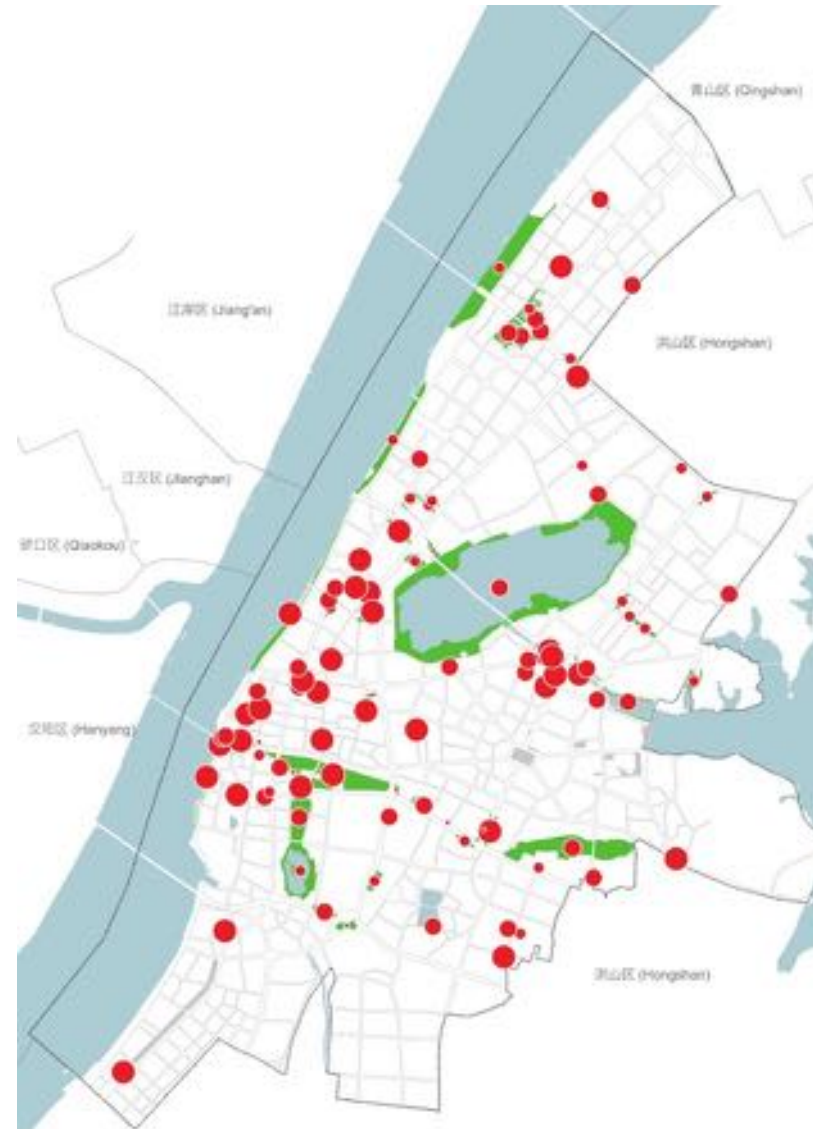 青山区 (Qingshan)
江岸区 (Jiang'an)
洪山区 (Hongshan)
江汉区 (Jianghan)
硚口区 (Qiaokou)
汉阳区 (Hanyang)
洪山区 (Hongshan)